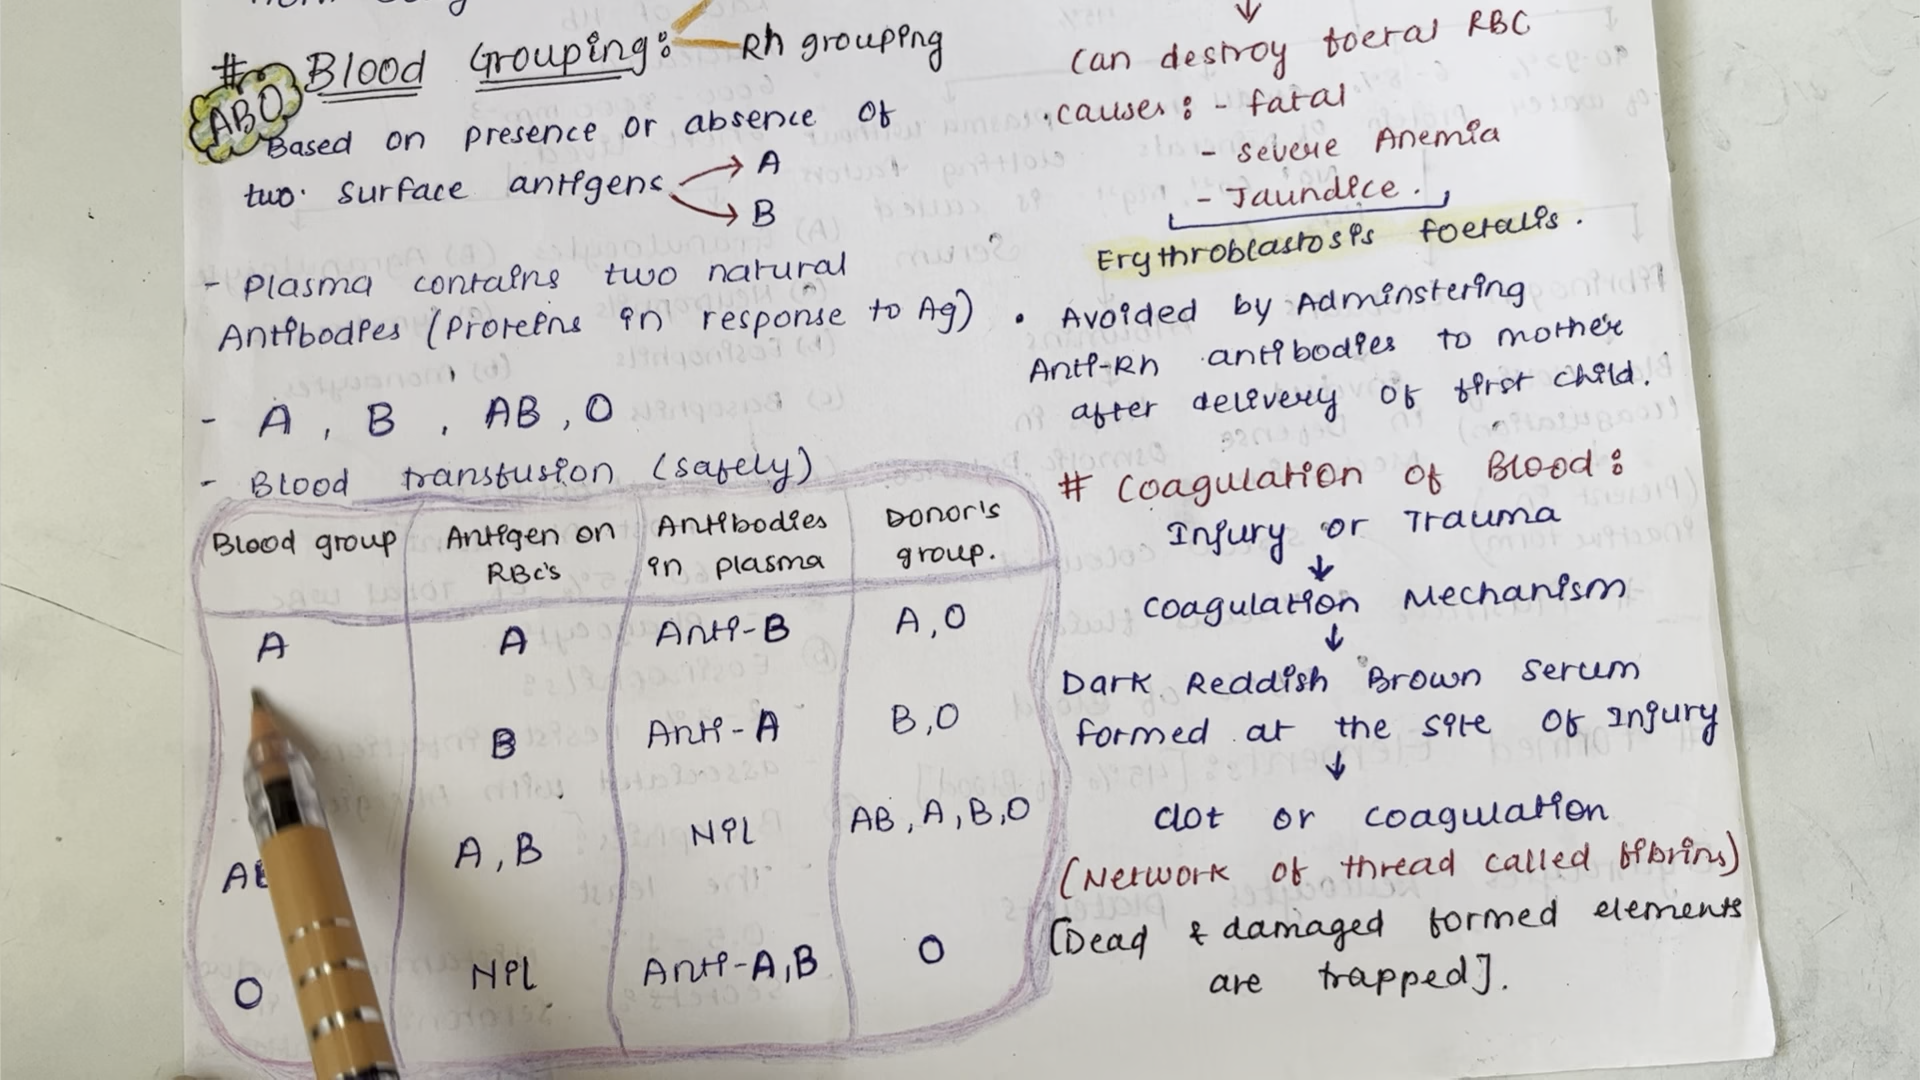 # Blood Grouping:
Rh grouping
ABO
Based on presence or absence of
two surface antigens
A
B
- Plasma contains two natural
Antibodies (Proteins in response to Ag)
- A, B, AB, O
- Blood transfusion (safely)
Blood group Antigen on RBC's Antibodies in plasma Donor's group.
A A Anti-B A, O
B Anti-A B, O
A, B Nil AB, A, B, O
O Nil Anti-A, B O
Can destroy foetal RBC
. causes: - fatal
- severe Anemia
- Jaundice.
Erythroblastosis foetalis.
• Avoided by Adminstering
Anti-Rh antibodies to mother
after delivery of first child.
# Coagulation of Blood:
Injury or Trauma
↓
Coagulation Mechanism
↓
Dark Reddish Brown Serum
formed at the site of Injury
↓
Clot or coagulation
(Network of thread called fibrins)
[Dead & damaged formed elements
are trapped].